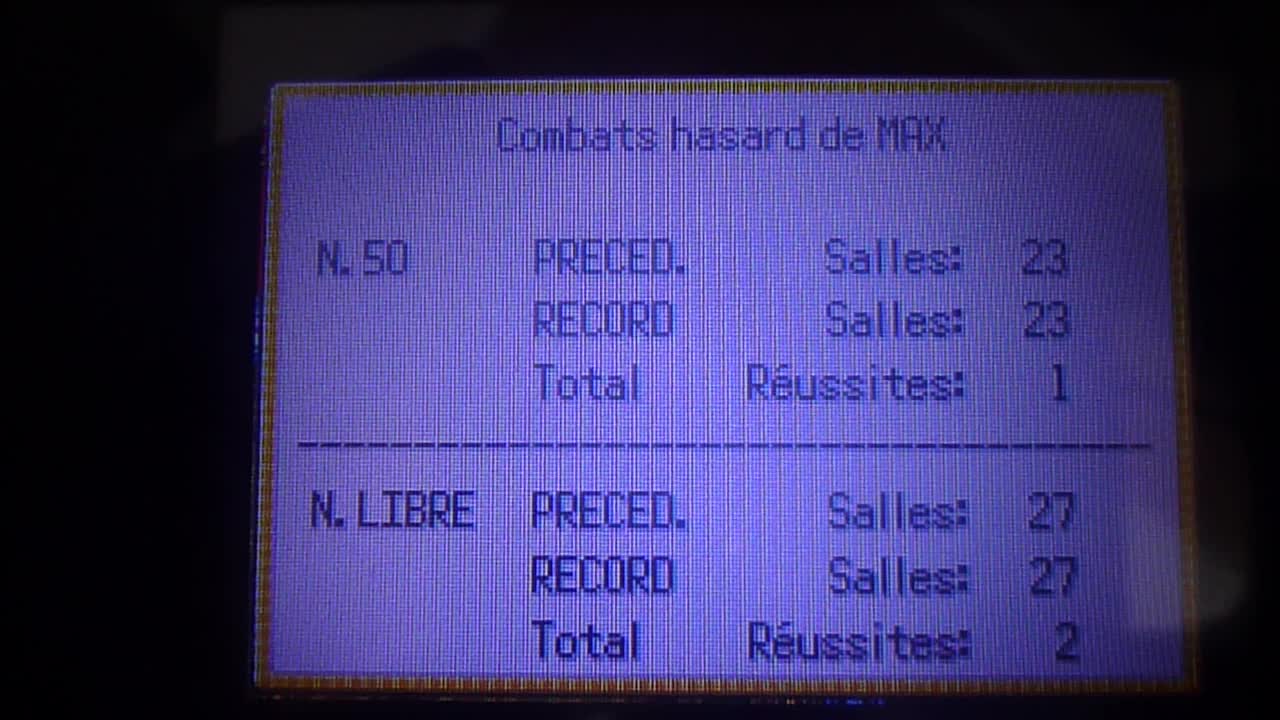 Combats hasard de MAX
N. 50 PRECED. Salles: 23
RECORD Salles: 23
Total Réussites: 1
N. LIBRE PRECED. Salles: 27
RECORD Salles: 27
Total Réussites: 2